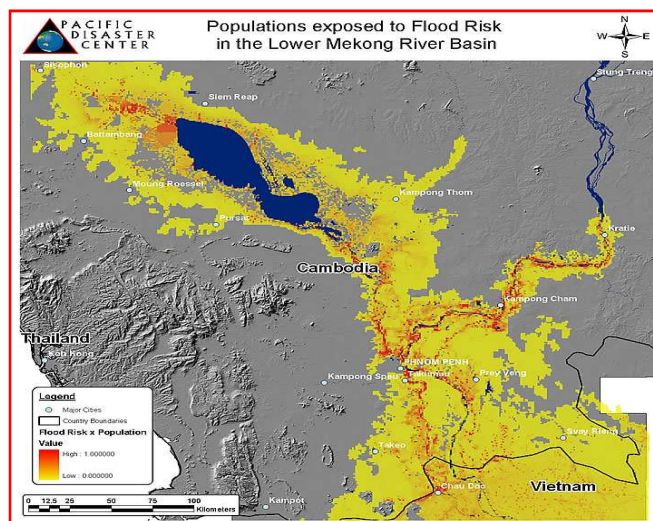 PACIFIC
DISASTER
CENTER
Populations exposed to Flood Risk
in the Lower Mekong River Basin
N
W E
S
Sisophon
Stung Treng
Siem Reap
Battambang
Moung Roessei
Kampong Thom
Pursat
Kratie
Cambodia
Kampong Cham
Thailand
Koh Kong
PHNOM PENH
Kampong Speu
Takhmau
Prey Veng
Legend
Major Cities
Country Boundaries
Flood Risk x Population
Value
High : 1.000000
Low : 0.000000
Svay Rieng
Takeo
Chau Doc
Vietnam
0 12.5 25 50 75 100
Kilometers
Kampot